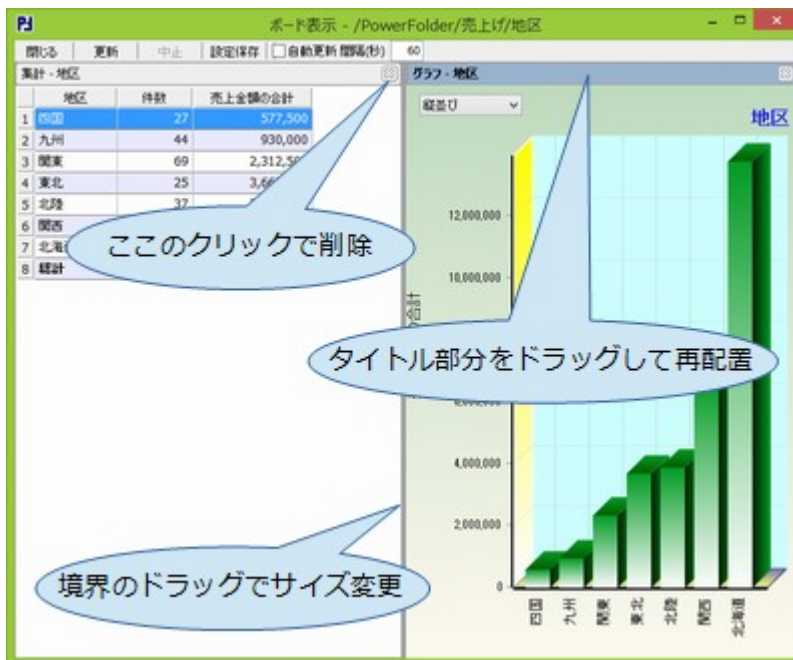 ボード表示 - /PowerFolder/売上げ/地区
閉じる 更新 中止 設定保存 自動更新 間隔(秒) 60
集計 - 地区
地区 件数 売上金額の合計
1 四国 27 577,500
2 九州 44 930,000
3 関東 69 2,312,5
4 東北 25 3,66
5 北陸 37
6 関西
7 北海
8 総計
ここのクリックで削除
境界のドラッグでサイズ変更
グラフ - 地区
縦並び
地区
12,000,000
10,000,000
の合計
タイトル部分をドラッグして再配置
4,000,000
2,000,000
0
四国 九州 関東 東北 北陸 関西 北海道